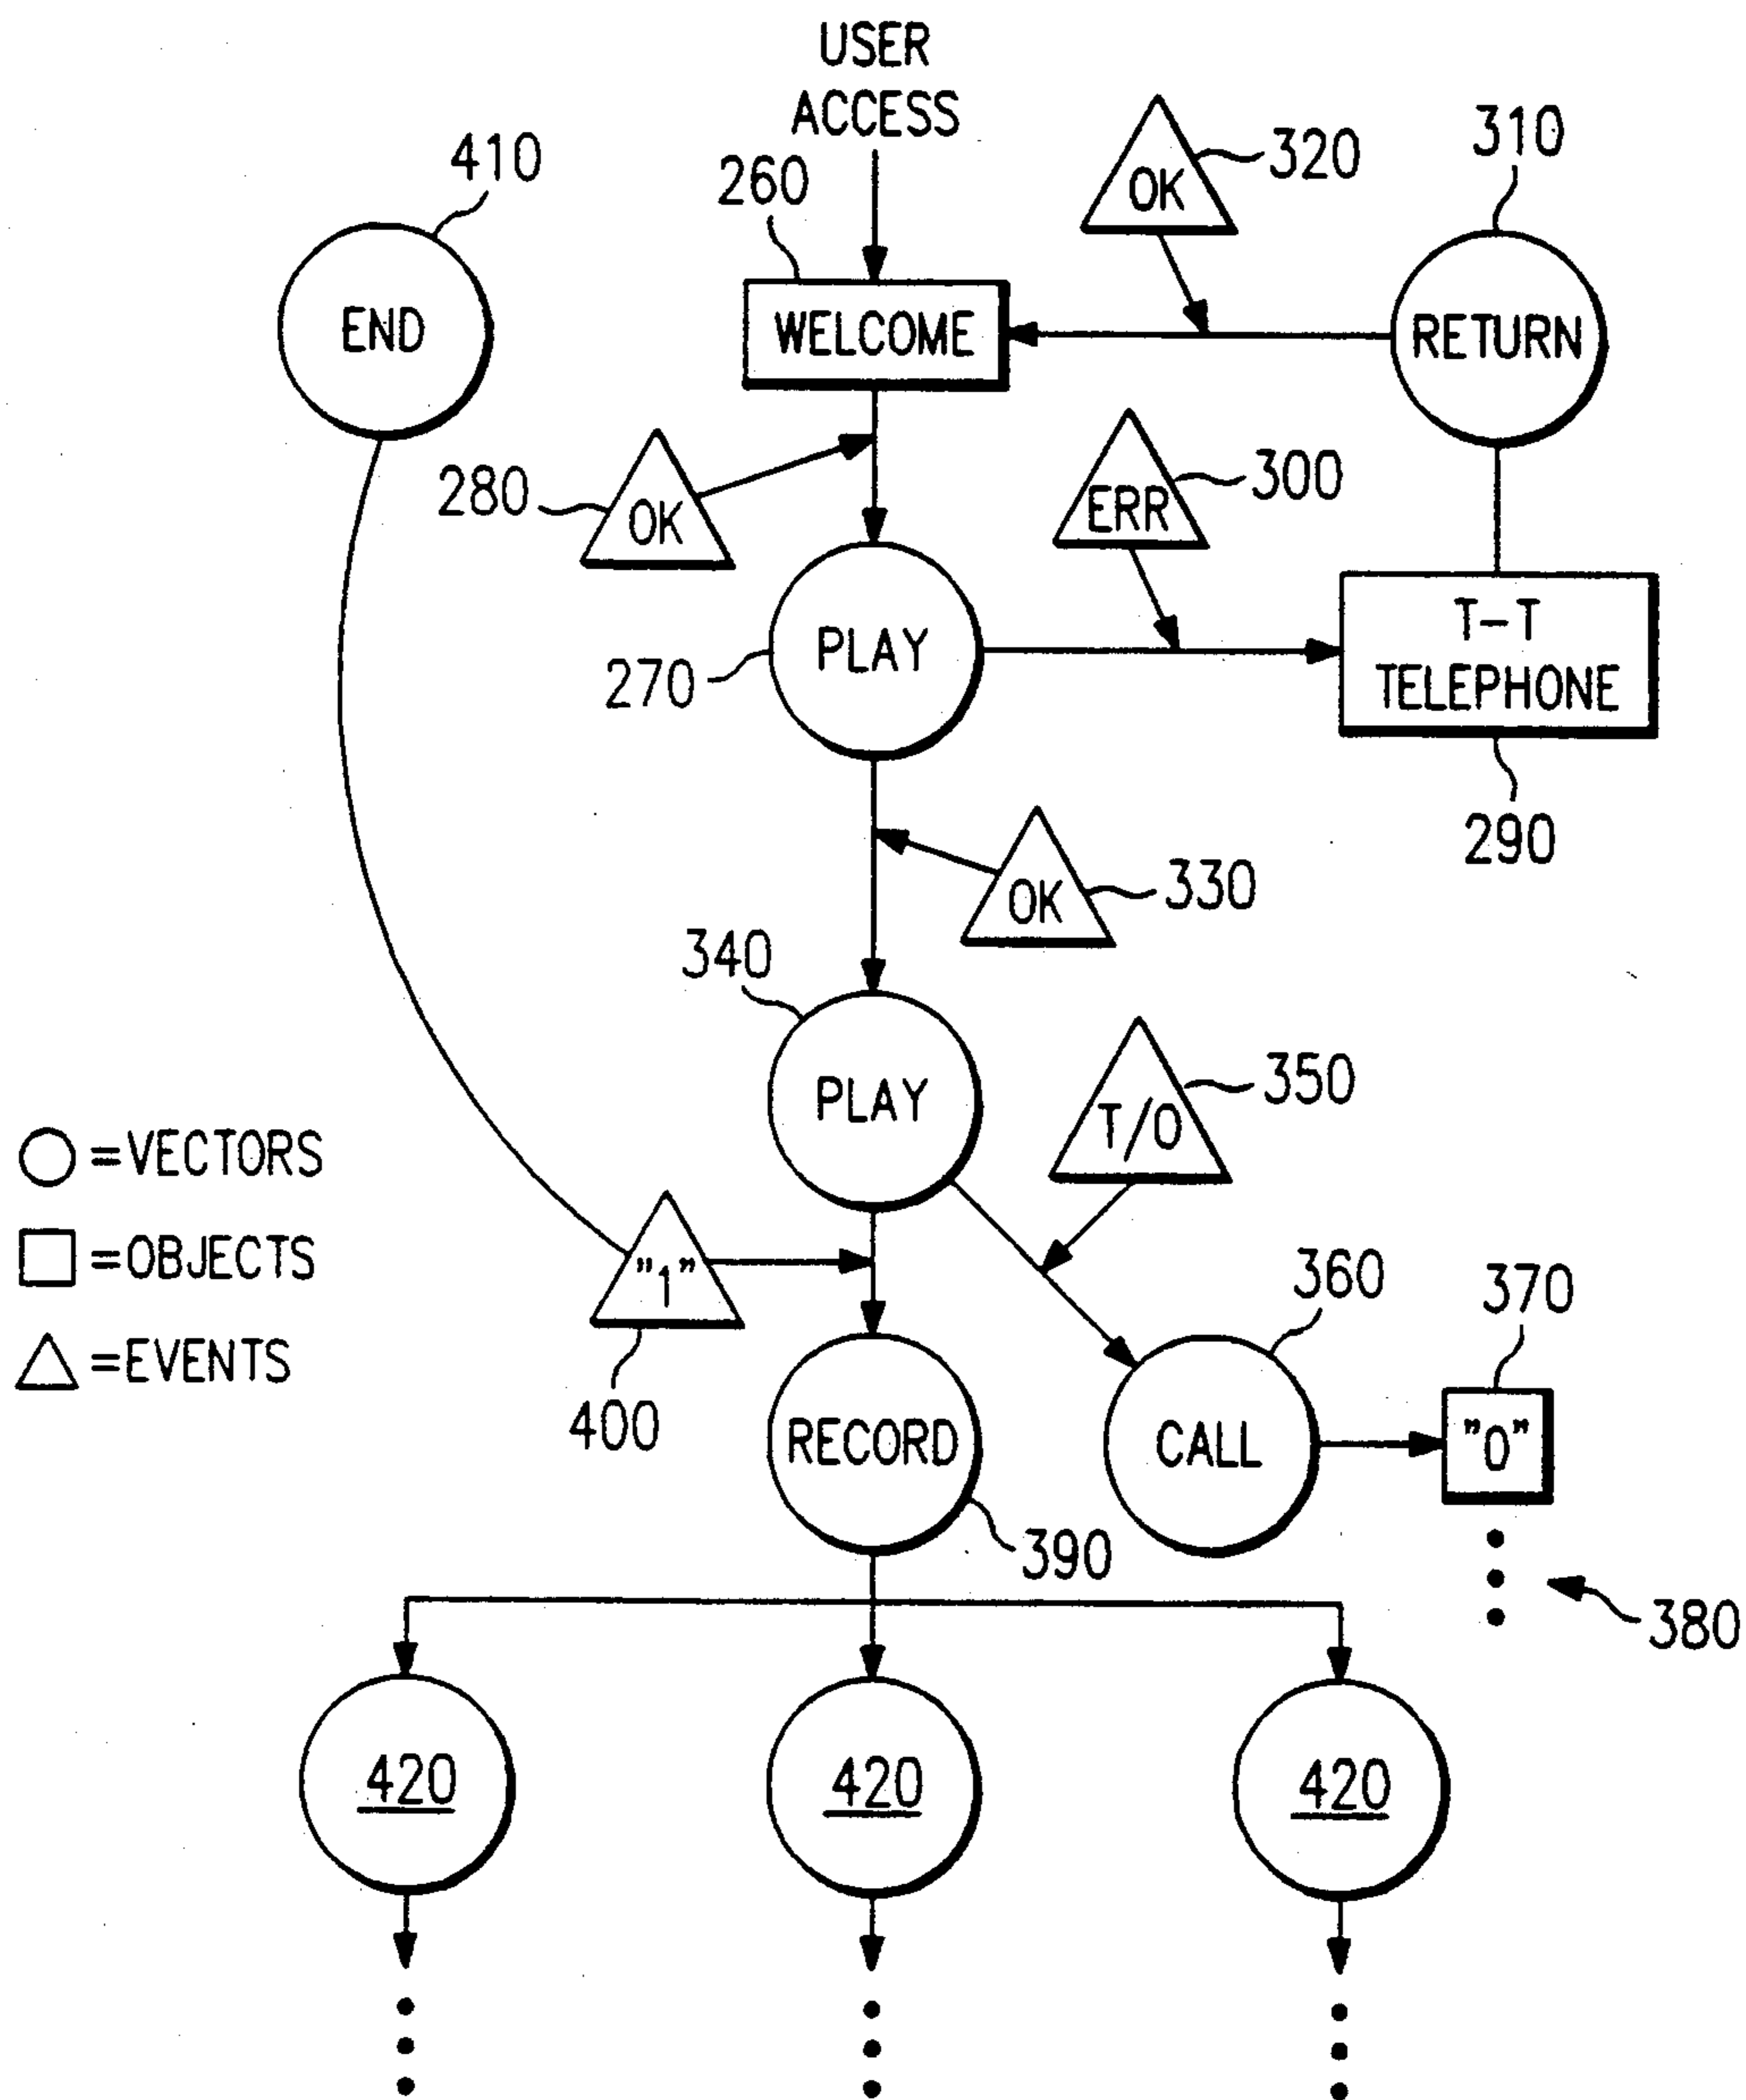 USER
ACCESS
410
260
320
310
OK
END
WELCOME
RETURN
280
OK
300
ERR
PLAY
270
T-T
TELEPHONE
290
330
OK
340
PLAY
350
T/O
=VECTORS
=OBJECTS
=EVENTS
"1"
400
360
370
RECORD
CALL
"0"
390
380
420
420
420